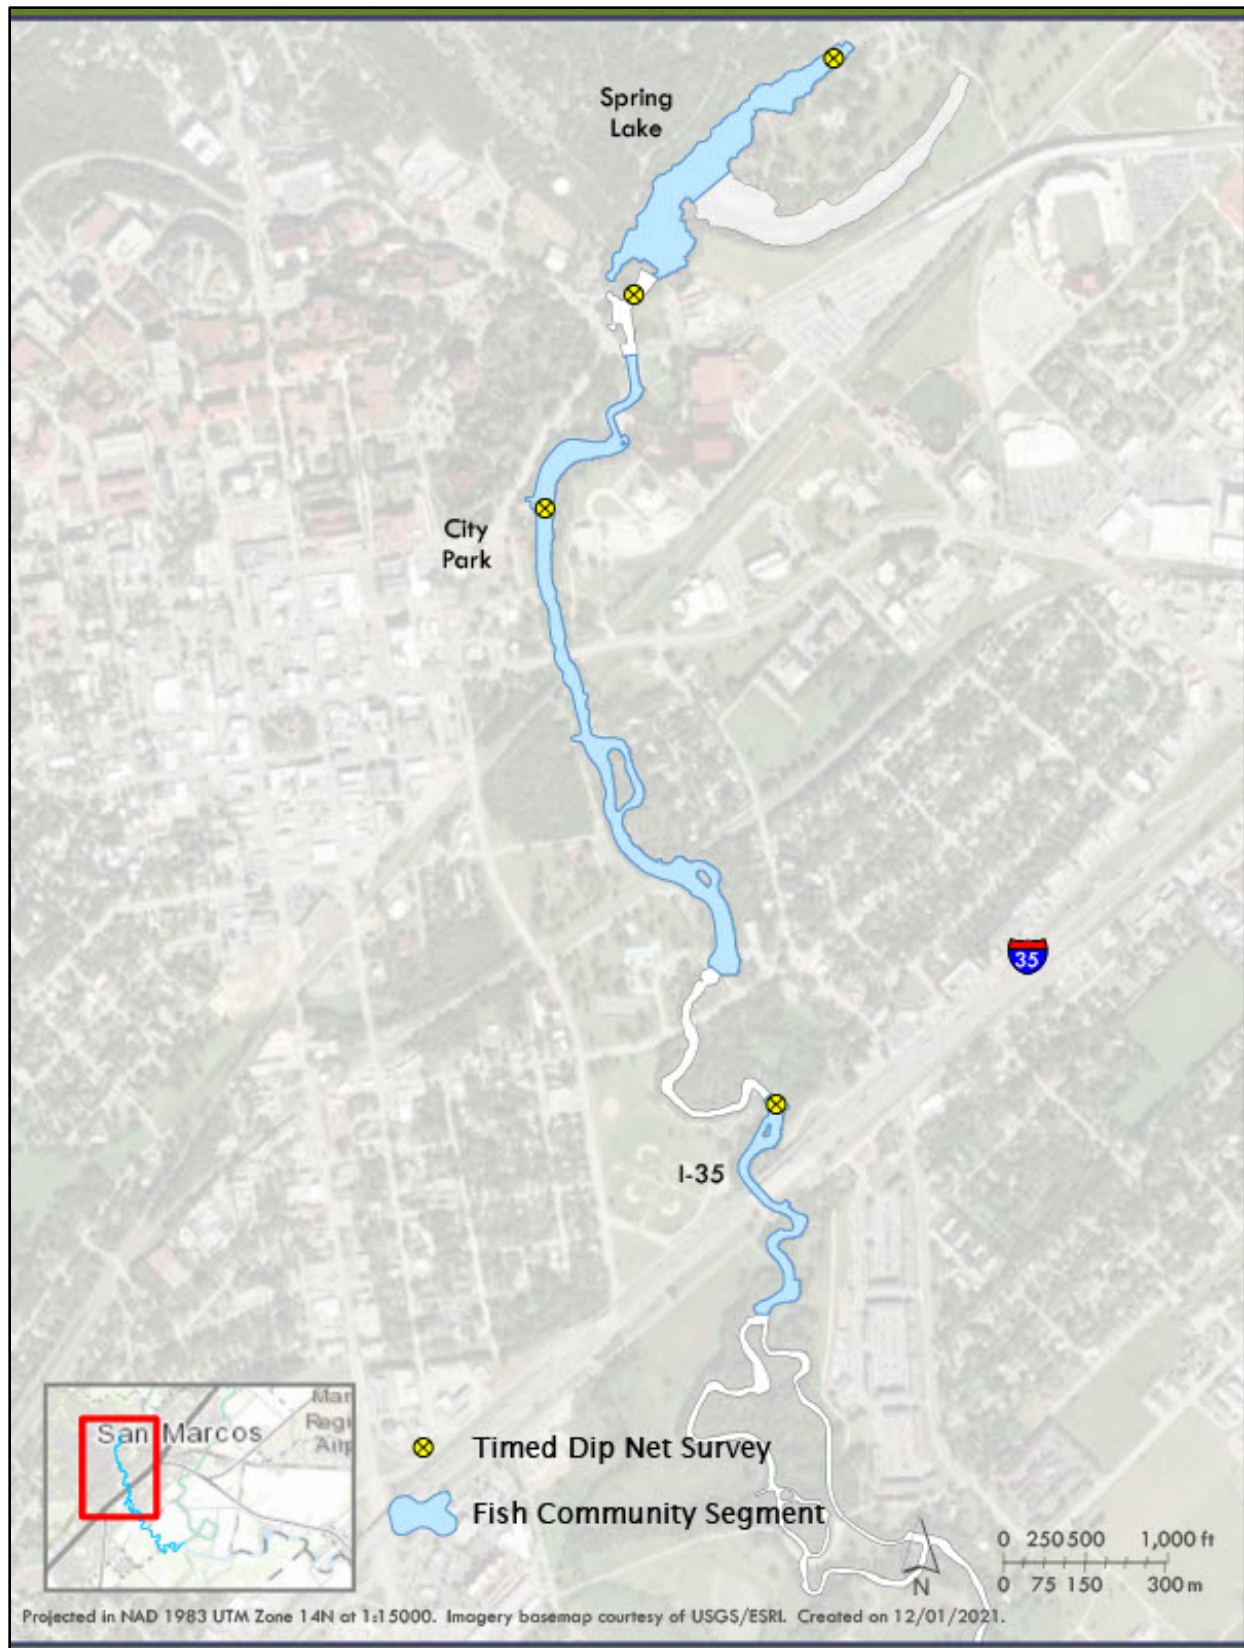 Spring
Lake
City
Park
35
I-35
San Marcos
Regi
Timed Dip Net Survey
Fish Community Segment
N
0 250 500 1,000 ft
0 75 150 300 m
Projected in NAD 1983 UTM Zone 14N at 1:15000. Imagery basemap courtesy of USGS/ESRI. Created on 12/01/2021.